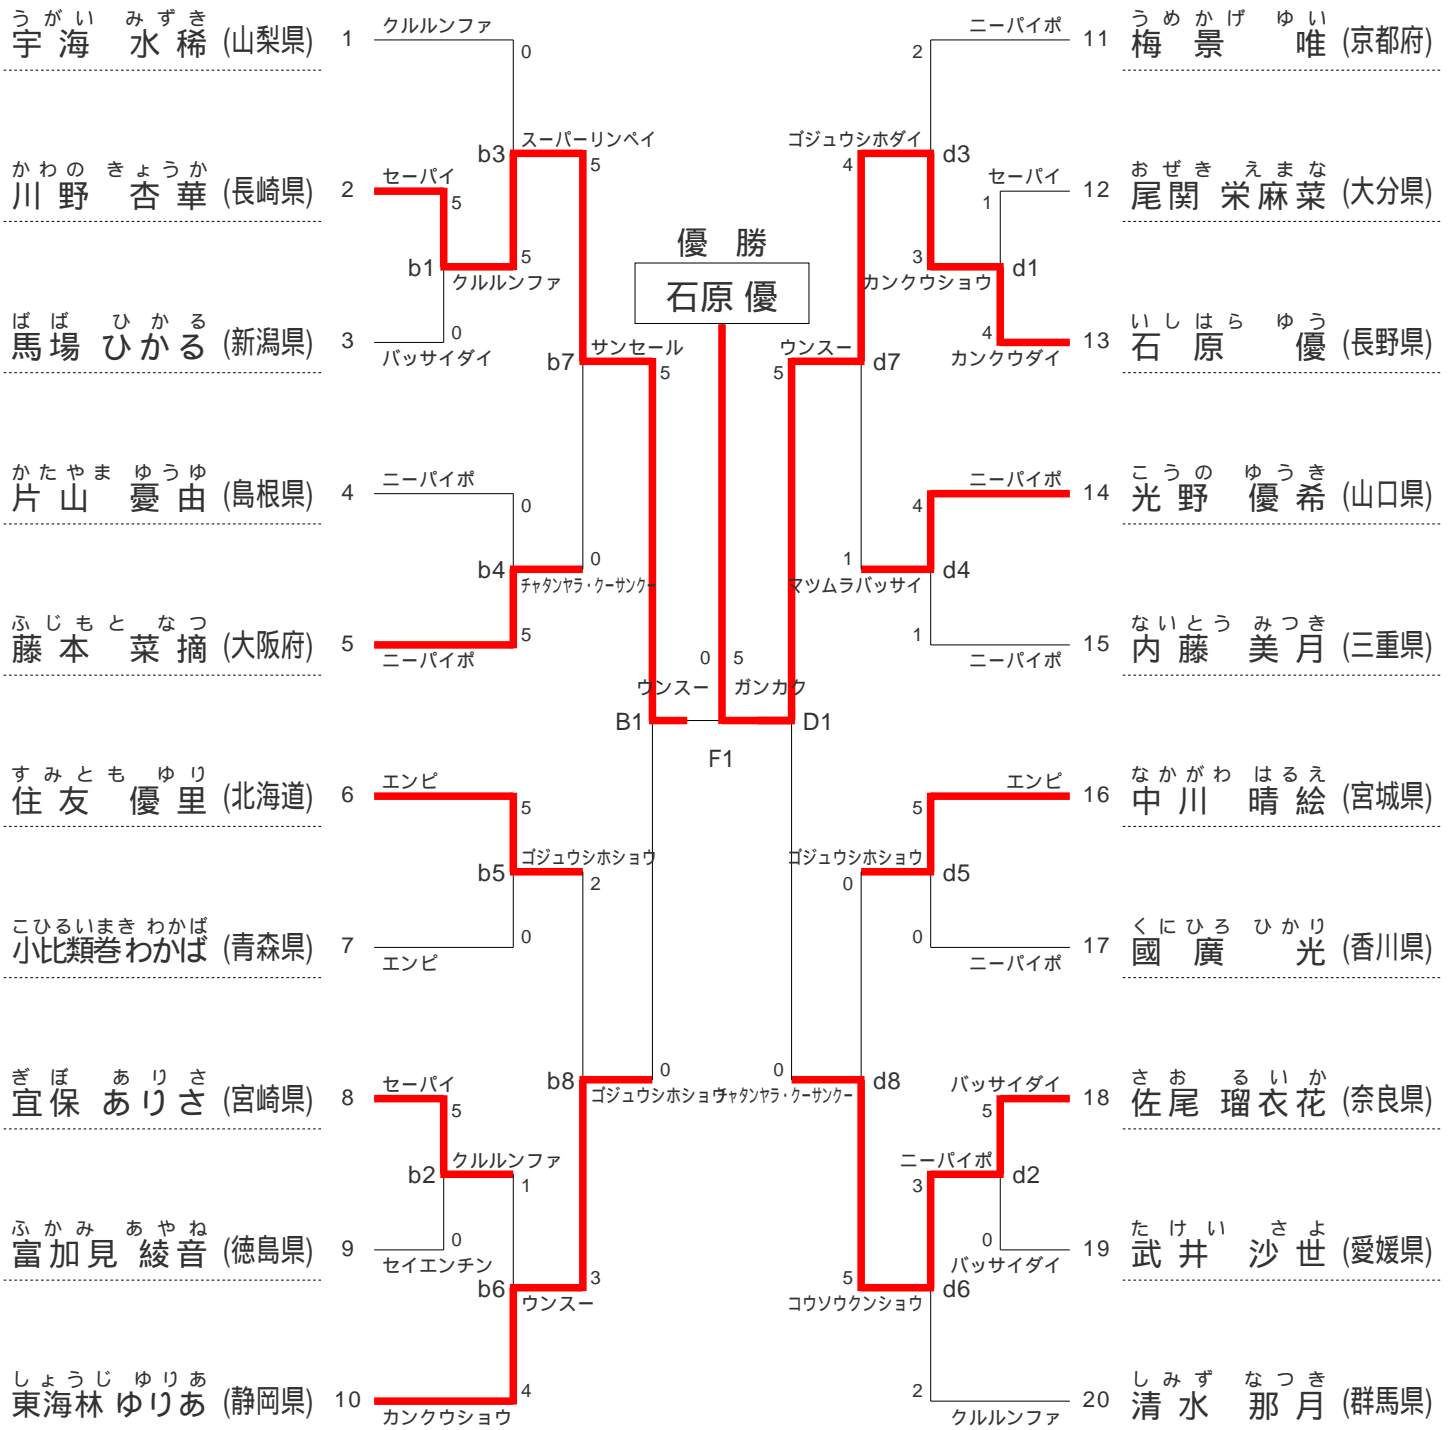 うがい みずき
宇海 水稀 (山梨県) 1 クルルンファ
0
かわの きょうか
川野 杏華 (長崎県) 2 セーパイ
5
b3 スーパーリンペイ
5
b1 クルルンファ
5
ばば ひかる
馬場 ひかる (新潟県) 3 バッサイダイ
0
b7 サンセール
5
かたやま ゆうゆ
片山 憂由 (島根県) 4 ニーパイポ
0
b4 チャタンヤラ・クーサンクー
0
ふじもと なつ
藤本 菜摘 (大阪府) 5 ニーパイポ
5
優勝
石原 優
0 5
ウンスー ガンカク
B1 D1
F1
すみとも ゆり
住友 優里 (北海道) 6 エンピ
5
b5 ゴジュウシホショウ
2
こひるいまき わかば
小比類巻わかば (青森県) 7 エンピ
0
b8 ゴジュウシホショウ
0
ぎぼ ありさ
宜保 ありさ (宮崎県) 8 セーパイ
5
b2 クルルンファ
1
ふかみ あやね
富加見 綾音 (徳島県) 9 セイエンチン
0
b6 ウンスー
3
しょうじ ゆりあ
東海林 ゆりあ (静岡県) 10 カンクウショウ
4
うめかげ ゆい
ニーパイポ 11 梅景 唯 (京都府)
2
ゴジュウシホダイ d3
4
おぜき えまな
セーパイ 12 尾関 栄麻菜 (大分県)
1
カンクウショウ d1
3
いしはら ゆう
カンクウダイ 13 石原 優 (長野県)
4
ウンスー d7
5
こうの ゆうき
ニーパイポ 14 光野 優希 (山口県)
4
マツムラバッサイ d4
1
ないとう みつき
ニーパイポ 15 内藤 美月 (三重県)
1
なかがわ はるえ
エンピ 16 中川 晴絵 (宮城県)
5
ゴジュウシホショウ d5
0
くにひろ ひかり
ニーパイポ 17 國廣 光 (香川県)
0
チャタンヤラ・クーサンクー d8
0
さお るいか
バッサイダイ 18 佐尾 瑠衣花 (奈良県)
5
ニーパイポ d2
3
たけい さよ
バッサイダイ 19 武井 沙世 (愛媛県)
0
コウソウクンショウ d6
5
しみず なつき
クルルンファ 20 清水 那月 (群馬県)
2